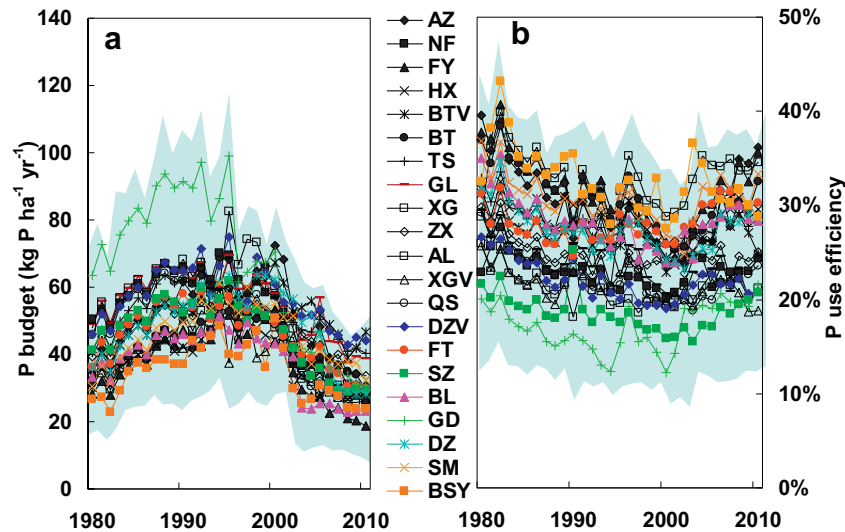 a
P budget (kg P ha⁻¹ yr⁻¹)
140
120
100
80
60
40
20
0
1980 1990 2000 2010
AZ
NF
FY
HX
BTV
BT
TS
GL
XG
ZX
AL
XGV
QS
DZV
FT
SZ
BL
GD
DZ
SM
BSY
b
50%
40%
30%
20%
10%
0%
P use efficiency
1980 1990 2000 2010